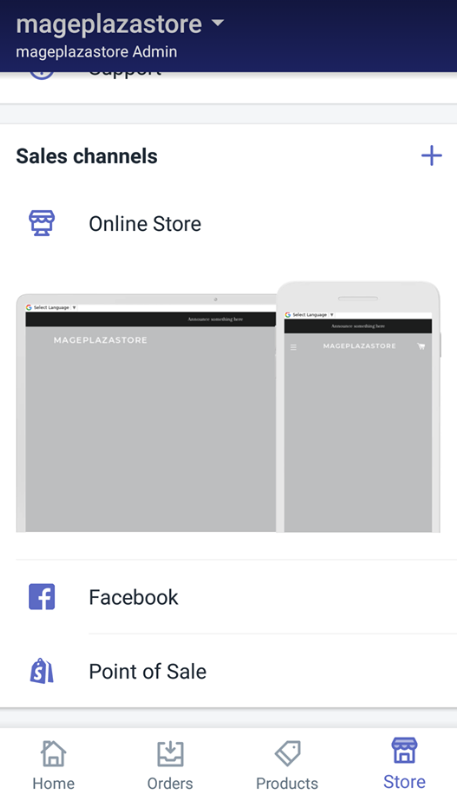 mageplazastore
mageplazastore Admin
Support
Sales channels
Online Store
Select Language
Announce something here
MAGEPLAZASTORE
Select Language
Announce something here
MAGEPLAZASTORE
Facebook
Point of Sale
Home
Orders
Products
Store